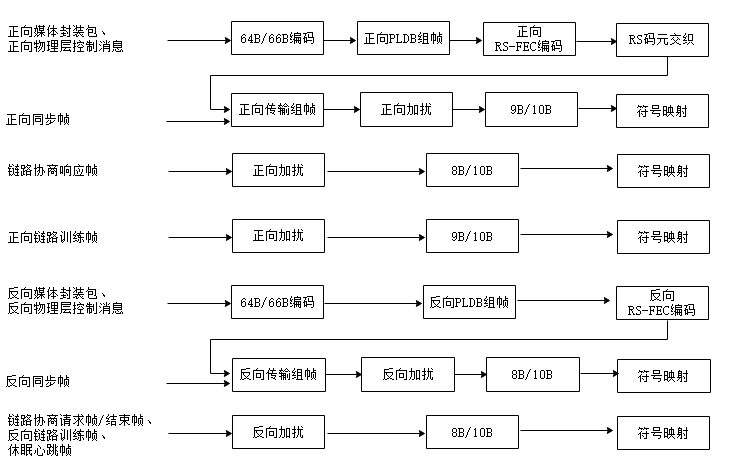 正向媒体封装包、
正向物理层控制消息
64B/66B编码
正向PLDB组帧
正向
RS-FEC编码
RS码元交织
正向同步帧
正向传输组帧
正向加扰
9B/10B
符号映射
链路协商响应帧
正向加扰
8B/10B
符号映射
正向链路训练帧
正向加扰
9B/10B
符号映射
反向媒体封装包、
反向物理层控制消息
64B/66B编码
反向PLDB组帧
反向
RS-FEC编码
反向同步帧
反向传输组帧
反向加扰
8B/10B
符号映射
链路协商请求帧/结束帧、
反向链路训练帧、
休眠心跳帧
反向加扰
8B/10B
符号映射